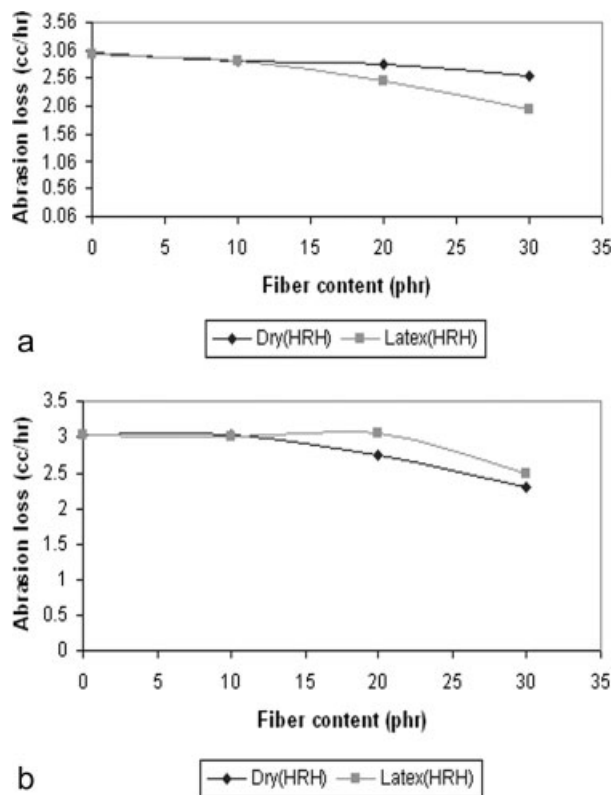 3.56
3.06
2.56
2.06
1.56
1.06
2.56
0.56
0.06
Abrasion loss (cc/hr)
0 5 10 15 20 25 30 35
Fiber content (phr)
a
Dry(HRH) Latex(HRH)
3.5
3
2.5
2
1.5
1
0.5
0
Abrasion loss (cc/hr)
0 5 10 15 20 25 30 35
Fiber content (phr)
b
Dry(HRH) Latex(HRH)